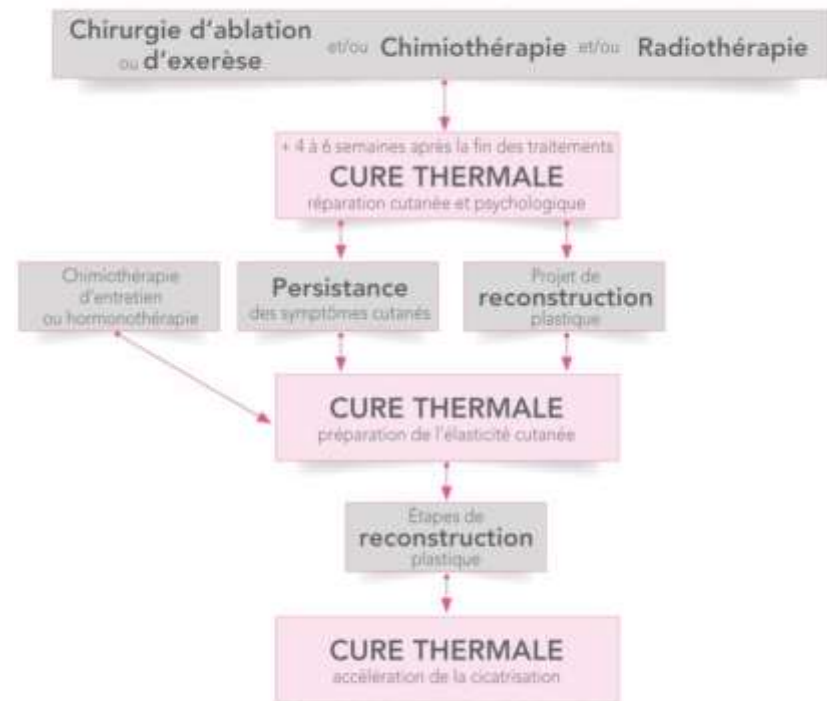 Chirurgie d'ablation
ou d'exerèse et/ou Chimiothérapie et/ou Radiothérapie
+ 4 à 6 semaines après la fin des traitements
CURE THERMALE
réparation cutanée et psychologique
Chimiothérapie
d'entretien
ou hormonothérapie
Persistance
des symptômes cutanés
Projet de
reconstruction
plastique
CURE THERMALE
préparation de l'élasticité cutanée
Étapes de
reconstruction
plastique
CURE THERMALE
accélération de la cicatrisation